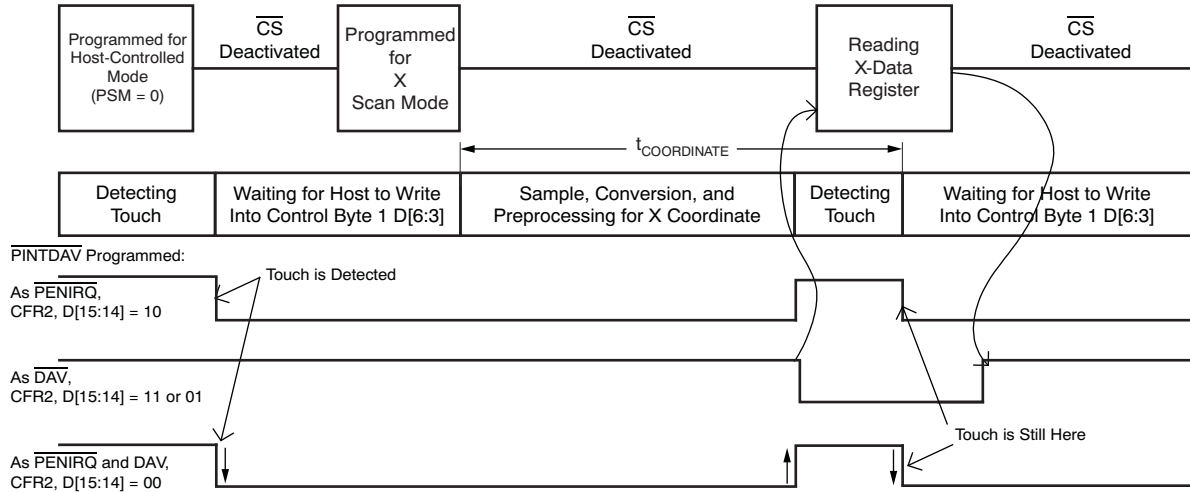 Programmed for
Host-Controlled
Mode
(PSM = 0)
CS
Deactivated
Programmed
for
X
Scan Mode
CS
Deactivated
Reading
X-Data
Register
CS
Deactivated
tCOORDINATE
Detecting
Touch
Waiting for Host to Write
Into Control Byte 1 D[6:3]
Sample, Conversion, and
Preprocessing for X Coordinate
Detecting
Touch
Waiting for Host to Write
Into Control Byte 1 D[6:3]
PINTDAV Programmed:
Touch is Detected
As PENIRQ,
CFR2, D[15:14] = 10
As DAV,
CFR2, D[15:14] = 11 or 01
Touch is Still Here
As PENIRQ and DAV,
CFR2, D[15:14] = 00